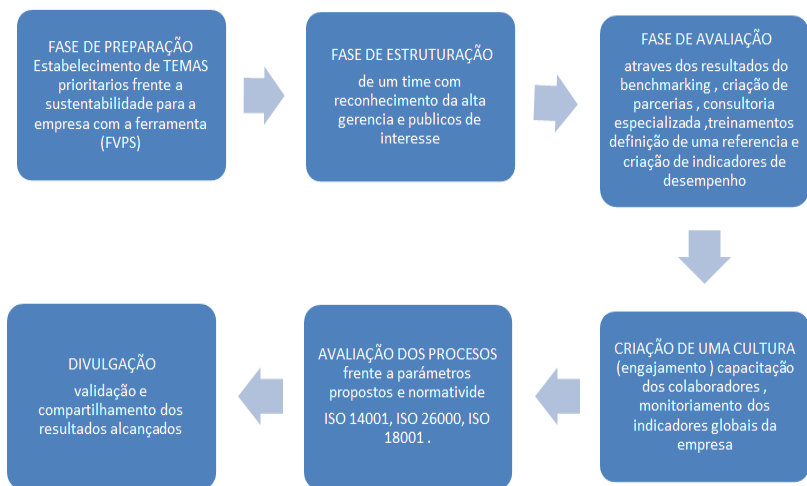 FASE DE PREPARAÇÃO
Estabelecimento de TEMAS
prioritarios frente a
sustentabilidade para a
empresa com a ferramenta
(FVPS)
FASE DE ESTRUTURAÇÃO
de um time com
reconhecimento da alta
gerencia e publicos de
interesse
FASE DE AVALIAÇÃO
atraves dos resultados do
benchmarking , criação de
parcerias , consultoria
especializada ,treinamentos
definição de uma referencia e
criação de indicadores de
desempenho
CRIAÇÃO DE UMA CULTURA
(engajamento ) capacitação
dos colaboradores ,
monitoriamento dos
indicadores globais da
empresa
AVALIAÇÃO DOS PROCESOS
frente a parámetros
propostos e normativide
ISO 14001, ISO 26000, ISO
18001 .
DIVULGAÇÃO
validação e
compartilhamento dos
resultados alcançados